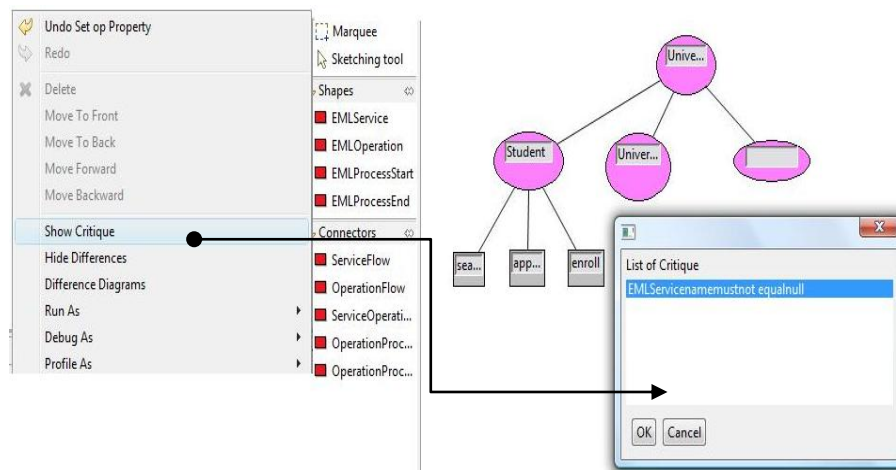 Undo Set op Property
Redo
Delete
Move To Front
Move To Back
Move Forward
Move Backward
Show Critique
Hide Differences
Difference Diagrams
Run As
Debug As
Profile As
Marquee
Sketching tool
Shapes
EMLService
EMLOperation
EMLProcessStart
EMLProcessEnd
Connectors
ServiceFlow
OperationFlow
ServiceOperati...
OperationProc...
OperationProc...
Unive...
Student
Univer...
sea...
app...
enroll
List of Critique
EMLServicenamemustnot equalnull
OK
Cancel